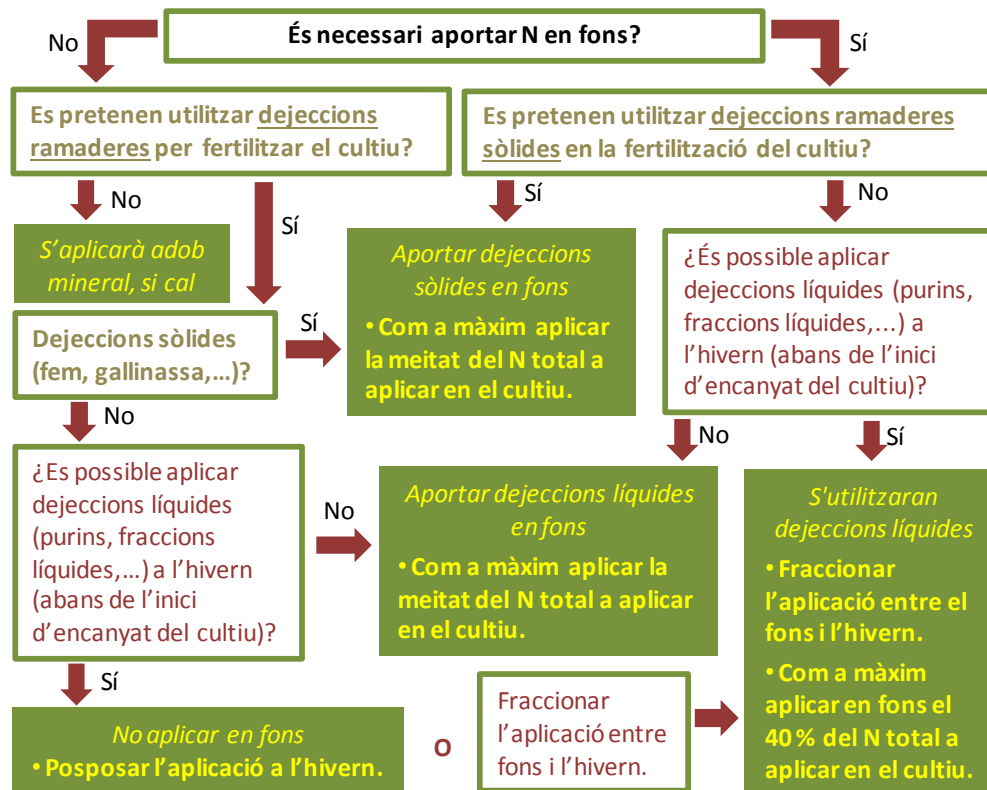 És necessari aportar N en fons?
No
Sí
Es pretenen utilitzar dejeccions
ramaderes per fertilitzar el cultiu?
Es pretenen utilitzar dejeccions ramaderes
sòlides en la fertilització del cultiu?
No
Sí
Sí
No
S'aplicarà adob
mineral, si cal
Aportar dejeccions
sòlides en fons
• Com a màxim aplicar
la meitat del N total a
aplicar en el cultiu.
¿És possible aplicar
dejeccions líquides (purins,
fraccions líquides,...) a
l'hivern (abans de l'inici
d'encanyat del cultiu)?
Dejeccions sòlides
(fem, gallinassa,...)?
Sí
No
No
Sí
¿Es possible aplicar
dejeccions líquides
(purins, fraccions
líquides,...) a l'hivern
(abans de l'inici
d'encanyat del cultiu)?
No
Aportar dejeccions líquides
en fons
• Com a màxim aplicar la
meitat del N total a aplicar
en el cultiu.
S'utilitzaran
dejeccions líquides
• Fraccionar
l'aplicació entre el
fons i l'hivern.
• Com a màxim
aplicar en fons el
40 % del N total a
aplicar en el cultiu.
Sí
No aplicar en fons
• Posposar l'aplicació a l'hivern.
O
Fraccionar
l'aplicació entre
fons i l'hivern.